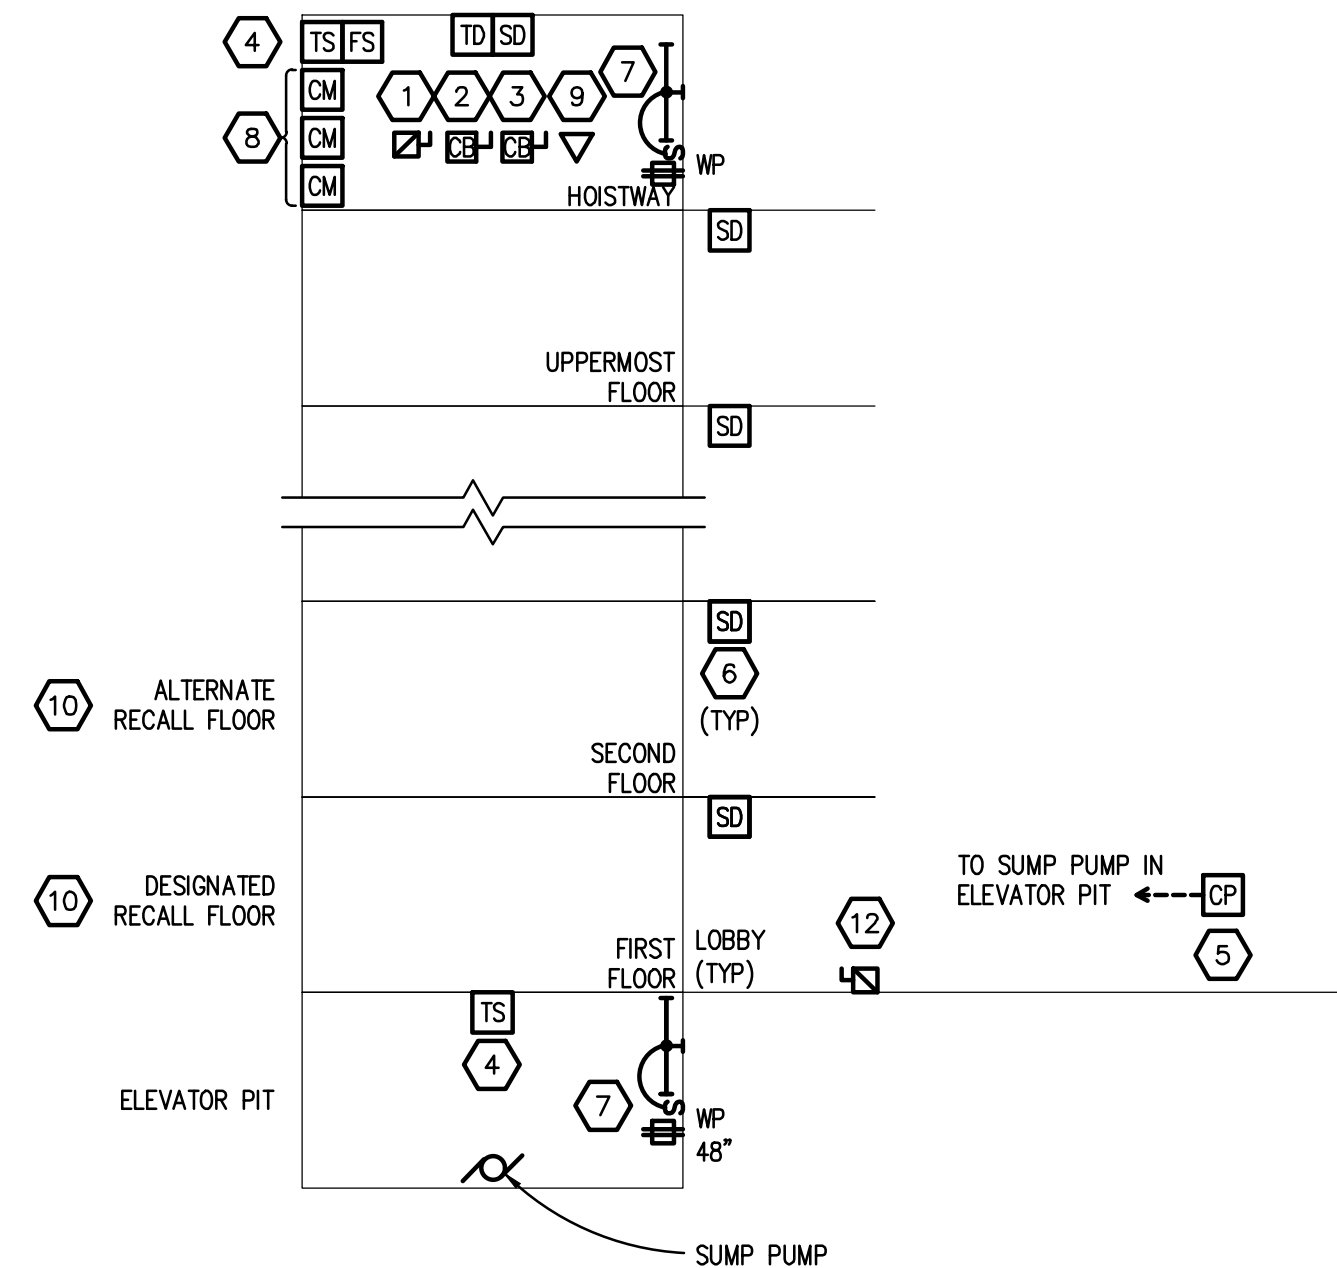 4
TS FS
TD SD
7
CM
1 2 3 9
8
CM
CB CB
S
WP
CM
HOISTWAY
SD
UPPERMOST
FLOOR
SD
SD
6
(TYP)
10
ALTERNATE
RECALL FLOOR
SECOND
FLOOR
SD
10
DESIGNATED
RECALL FLOOR
TO SUMP PUMP IN
ELEVATOR PIT
CP
5
12
FIRST
FLOOR
LOBBY
(TYP)
TS
4
ELEVATOR PIT
7
S
WP
48"
SUMP PUMP